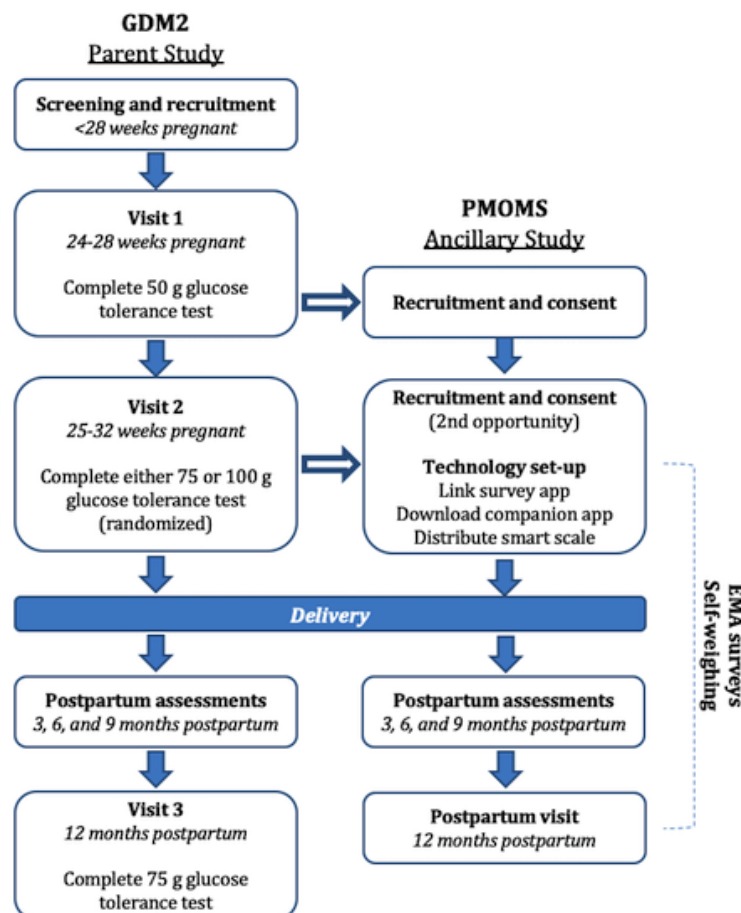 GDM2
Parent Study
Screening and recruitment
<28 weeks pregnant
Visit 1
24-28 weeks pregnant
Complete 50 g glucose
tolerance test
Visit 2
25-32 weeks pregnant
Complete either 75 or 100 g
glucose tolerance test
(randomized)
PMOMS
Ancillary Study
Recruitment and consent
Recruitment and consent
(2nd opportunity)
Technology set-up
Link survey app
Download companion app
Distribute smart scale
Delivery
Postpartum assessments
3, 6, and 9 months postpartum
Visit 3
12 months postpartum
Complete 75 g glucose
tolerance test
Postpartum assessments
3, 6, and 9 months postpartum
Postpartum visit
12 months postpartum
EMA surveys
Self-weighing